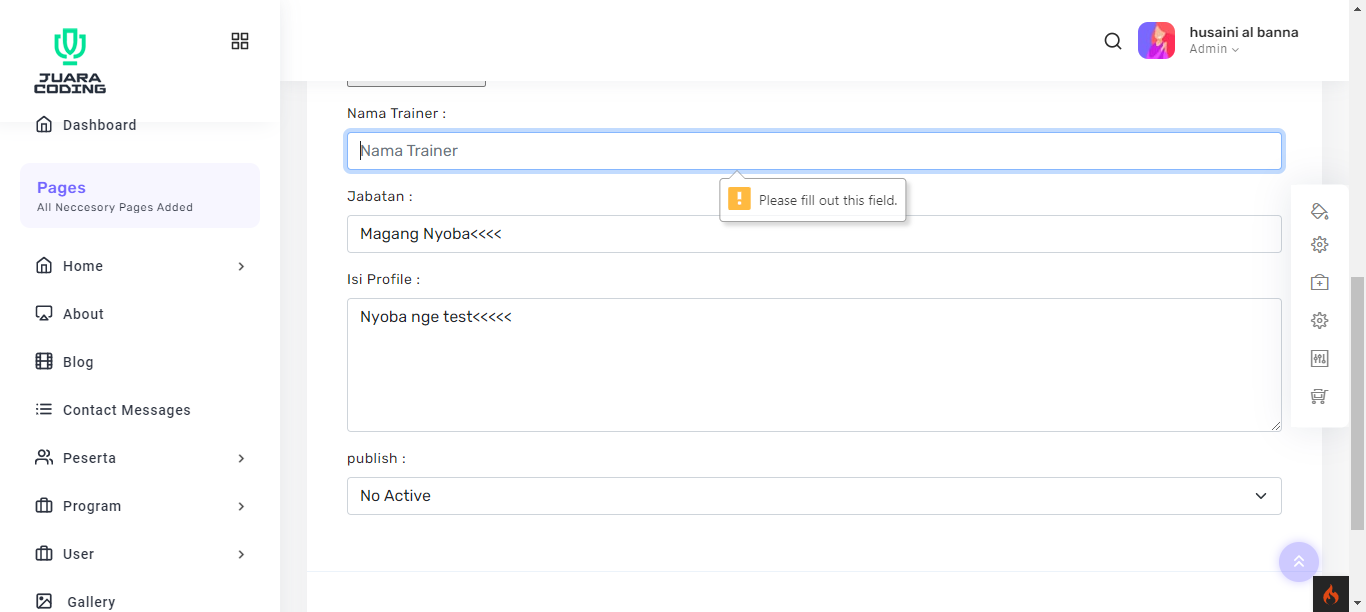 JUARA
CODING
husaini al banna
Admin
Dashboard
Pages
All Neccesory Pages Added
Home
About
Blog
Contact Messages
Peserta
Program
User
Gallery
Nama Trainer :
Nama Trainer
Please fill out this field.
Jabatan :
Magang Nyoba<<<<
Isi Profile :
Nyoba nge test<<<<<
publish :
No Active